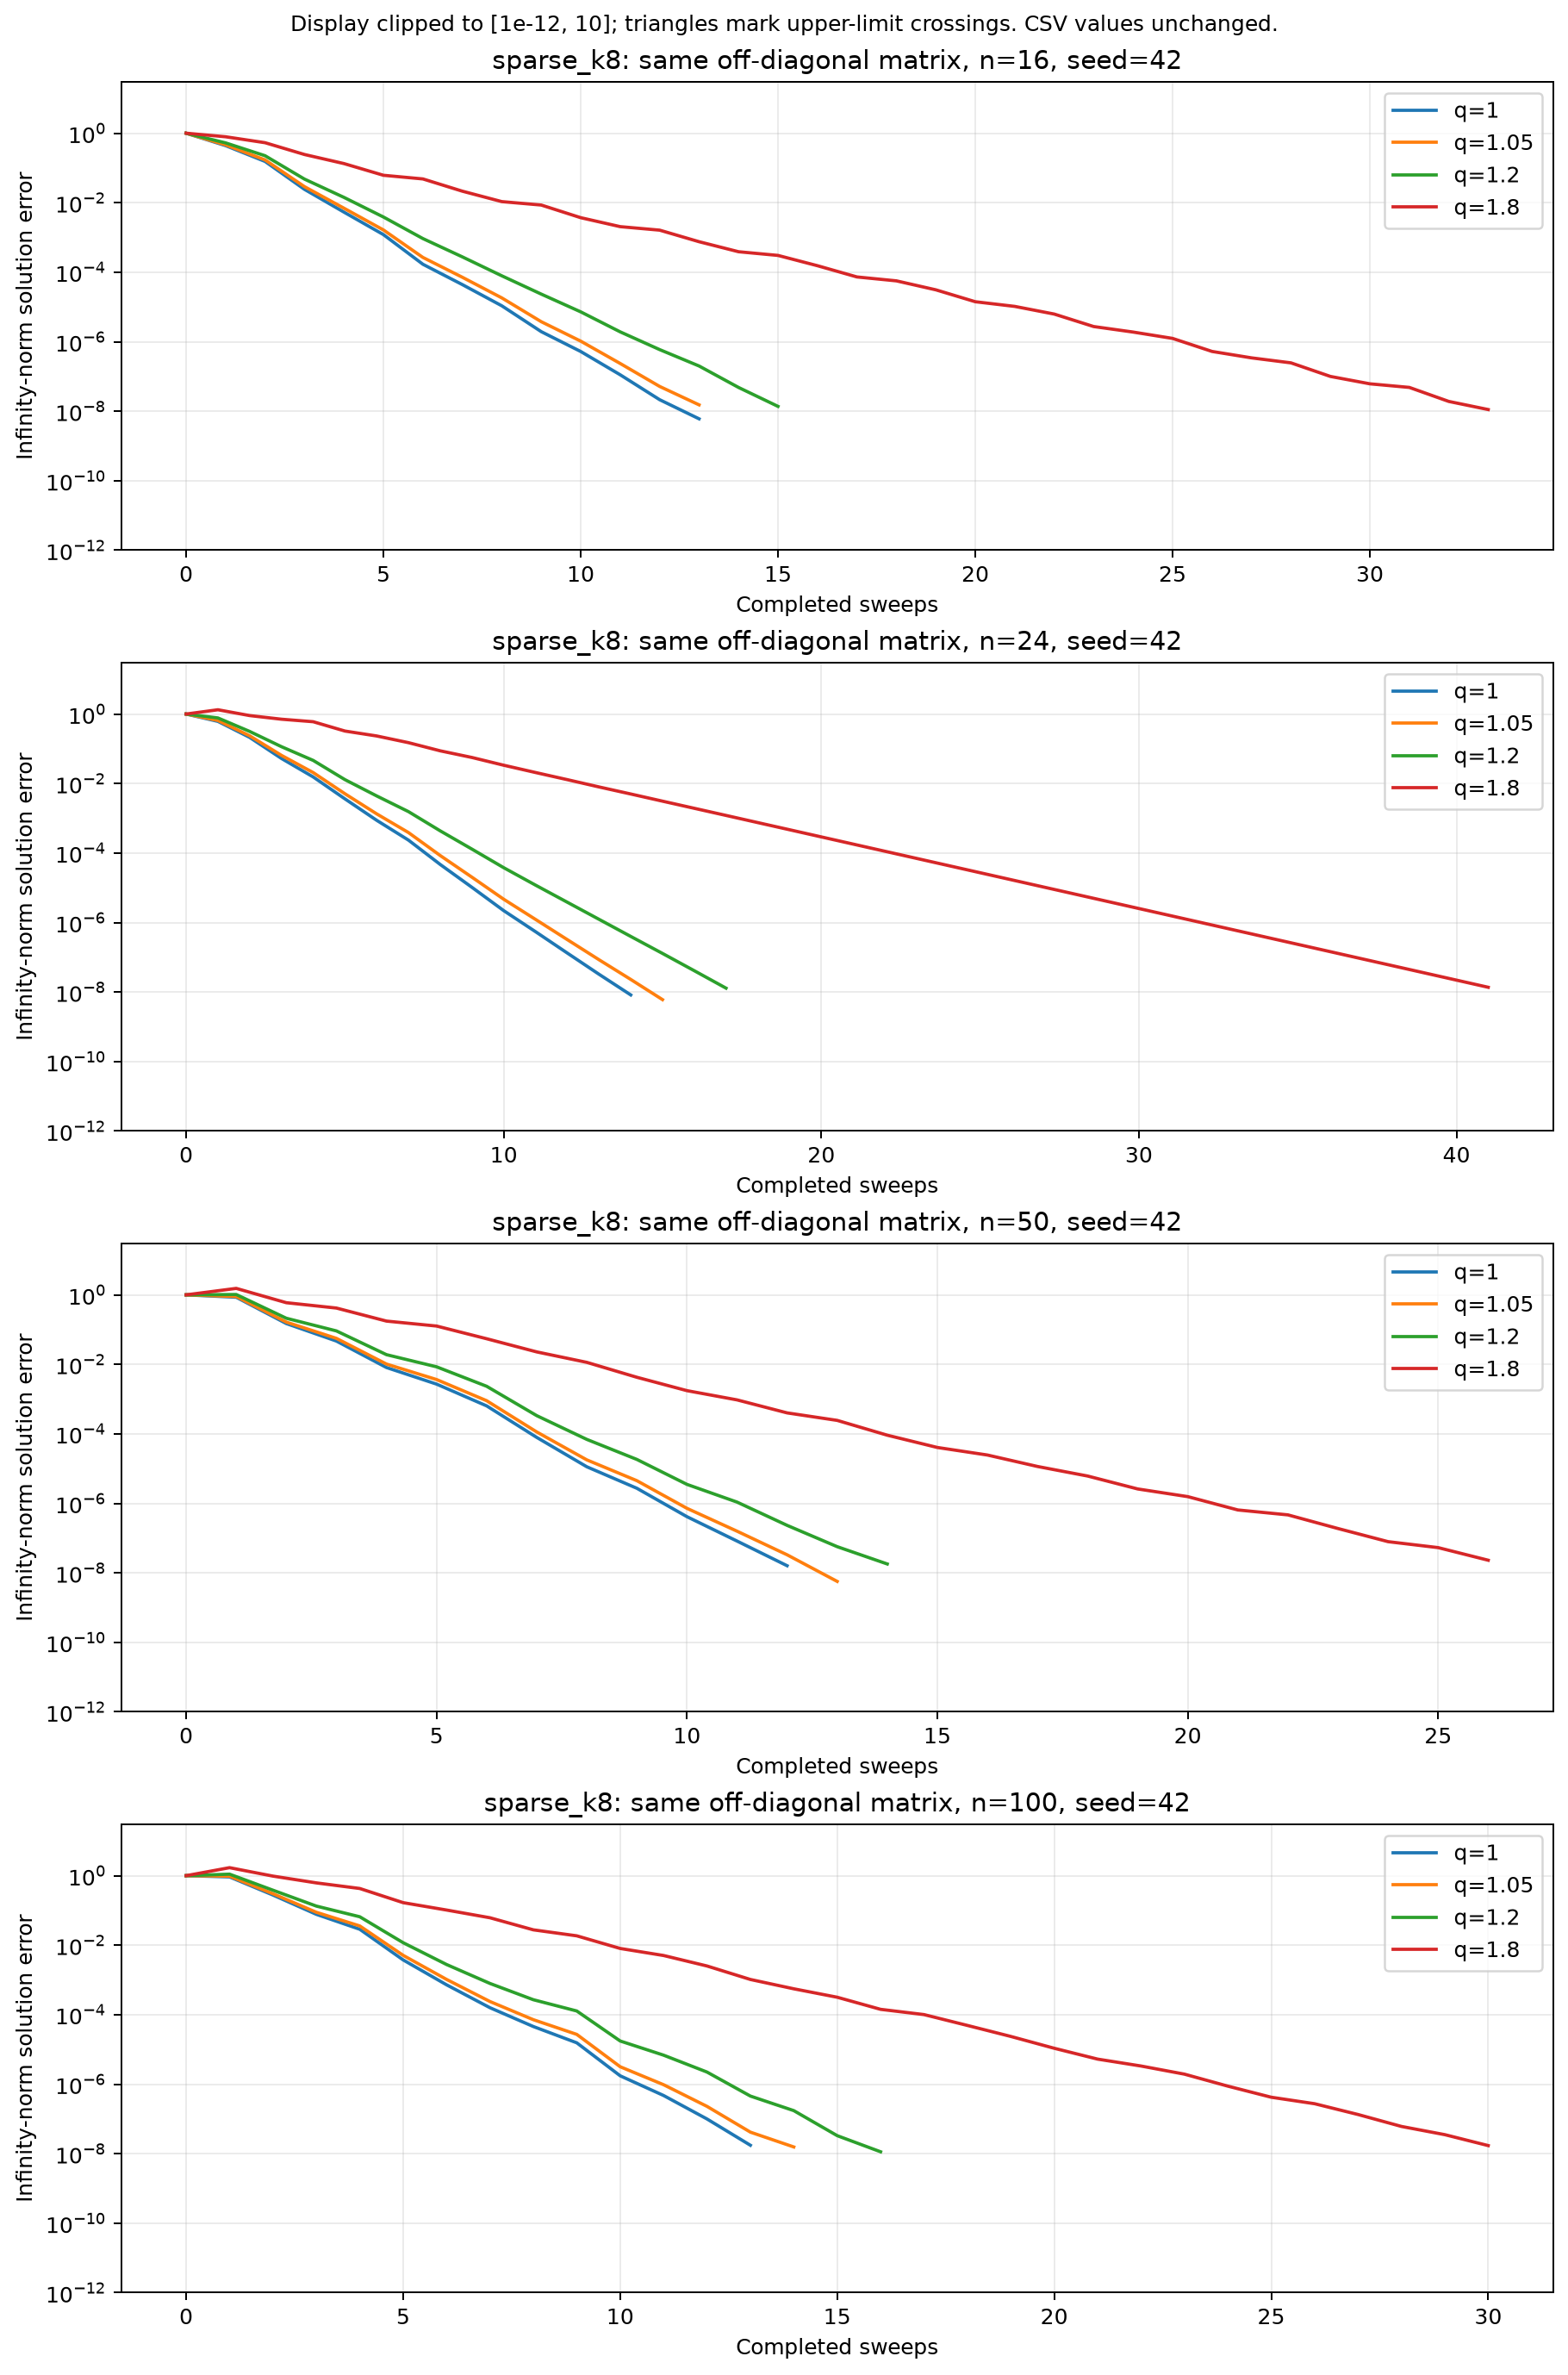 Display clipped to [1e-12, 10]; triangles mark upper-limit crossings. CSV values unchanged.
sparse_k8: same off-diagonal matrix, n=16, seed=42
Infinity-norm solution error
10⁰
10⁻²
10⁻⁴
10⁻⁶
10⁻⁸
10⁻¹⁰
10⁻¹²
q=1
q=1.05
q=1.2
q=1.8
0 5 10 15 20 25 30
Completed sweeps
sparse_k8: same off-diagonal matrix, n=24, seed=42
Infinity-norm solution error
10⁰
10⁻²
10⁻⁴
10⁻⁶
10⁻⁸
10⁻¹⁰
10⁻¹²
q=1
q=1.05
q=1.2
q=1.8
0 10 20 30 40
Completed sweeps
sparse_k8: same off-diagonal matrix, n=50, seed=42
Infinity-norm solution error
10⁰
10⁻²
10⁻⁴
10⁻⁶
10⁻⁸
10⁻¹⁰
10⁻¹²
q=1
q=1.05
q=1.2
q=1.8
0 5 10 15 20 25
Completed sweeps
sparse_k8: same off-diagonal matrix, n=100, seed=42
Infinity-norm solution error
10⁰
10⁻²
10⁻⁴
10⁻⁶
10⁻⁸
10⁻¹⁰
10⁻¹²
q=1
q=1.05
q=1.2
q=1.8
0 5 10 15 20 25 30
Completed sweeps